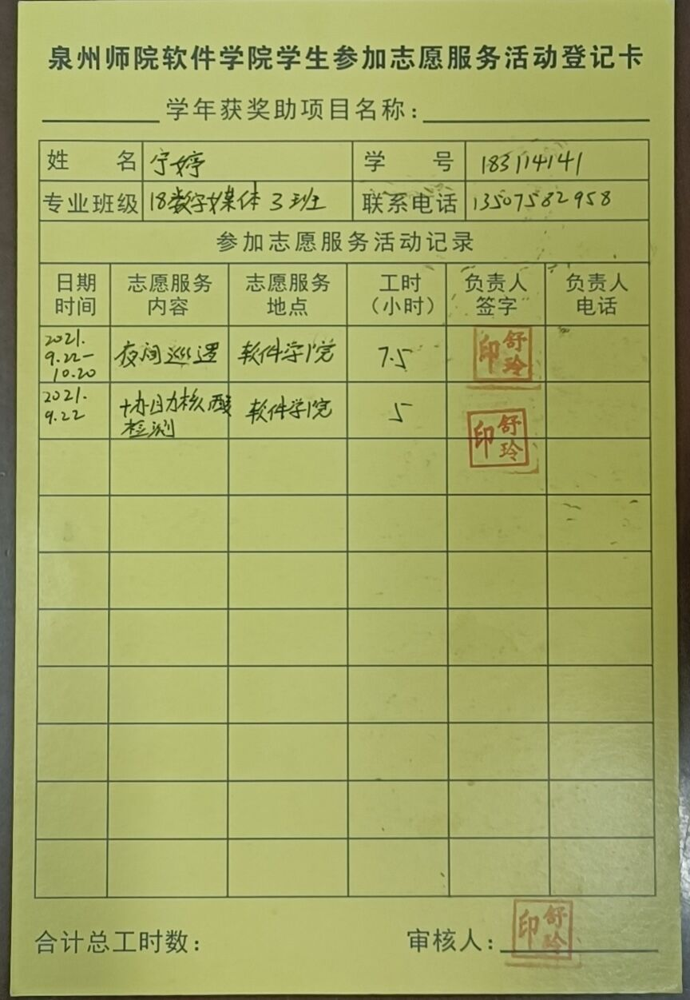 泉州师院软件学院学生参加志愿服务活动登记卡
学年获奖助项目名称:
姓 名 宁婷 学 号 183114141
专业班级 18数字媒体3班 联系电话 13507582958
参加志愿服务活动记录
日期 志愿服务 志愿服务 工时 负责人 负责人
时间 内容 地点 (小时) 签字 电话
2021.
9.22-
10.20
夜间巡逻 软件学院 7.5 舒玲印
2021.
9.22
协助核酸
检测
软件学院 5 舒玲印
合计总工时数: 审核人: 舒玲印